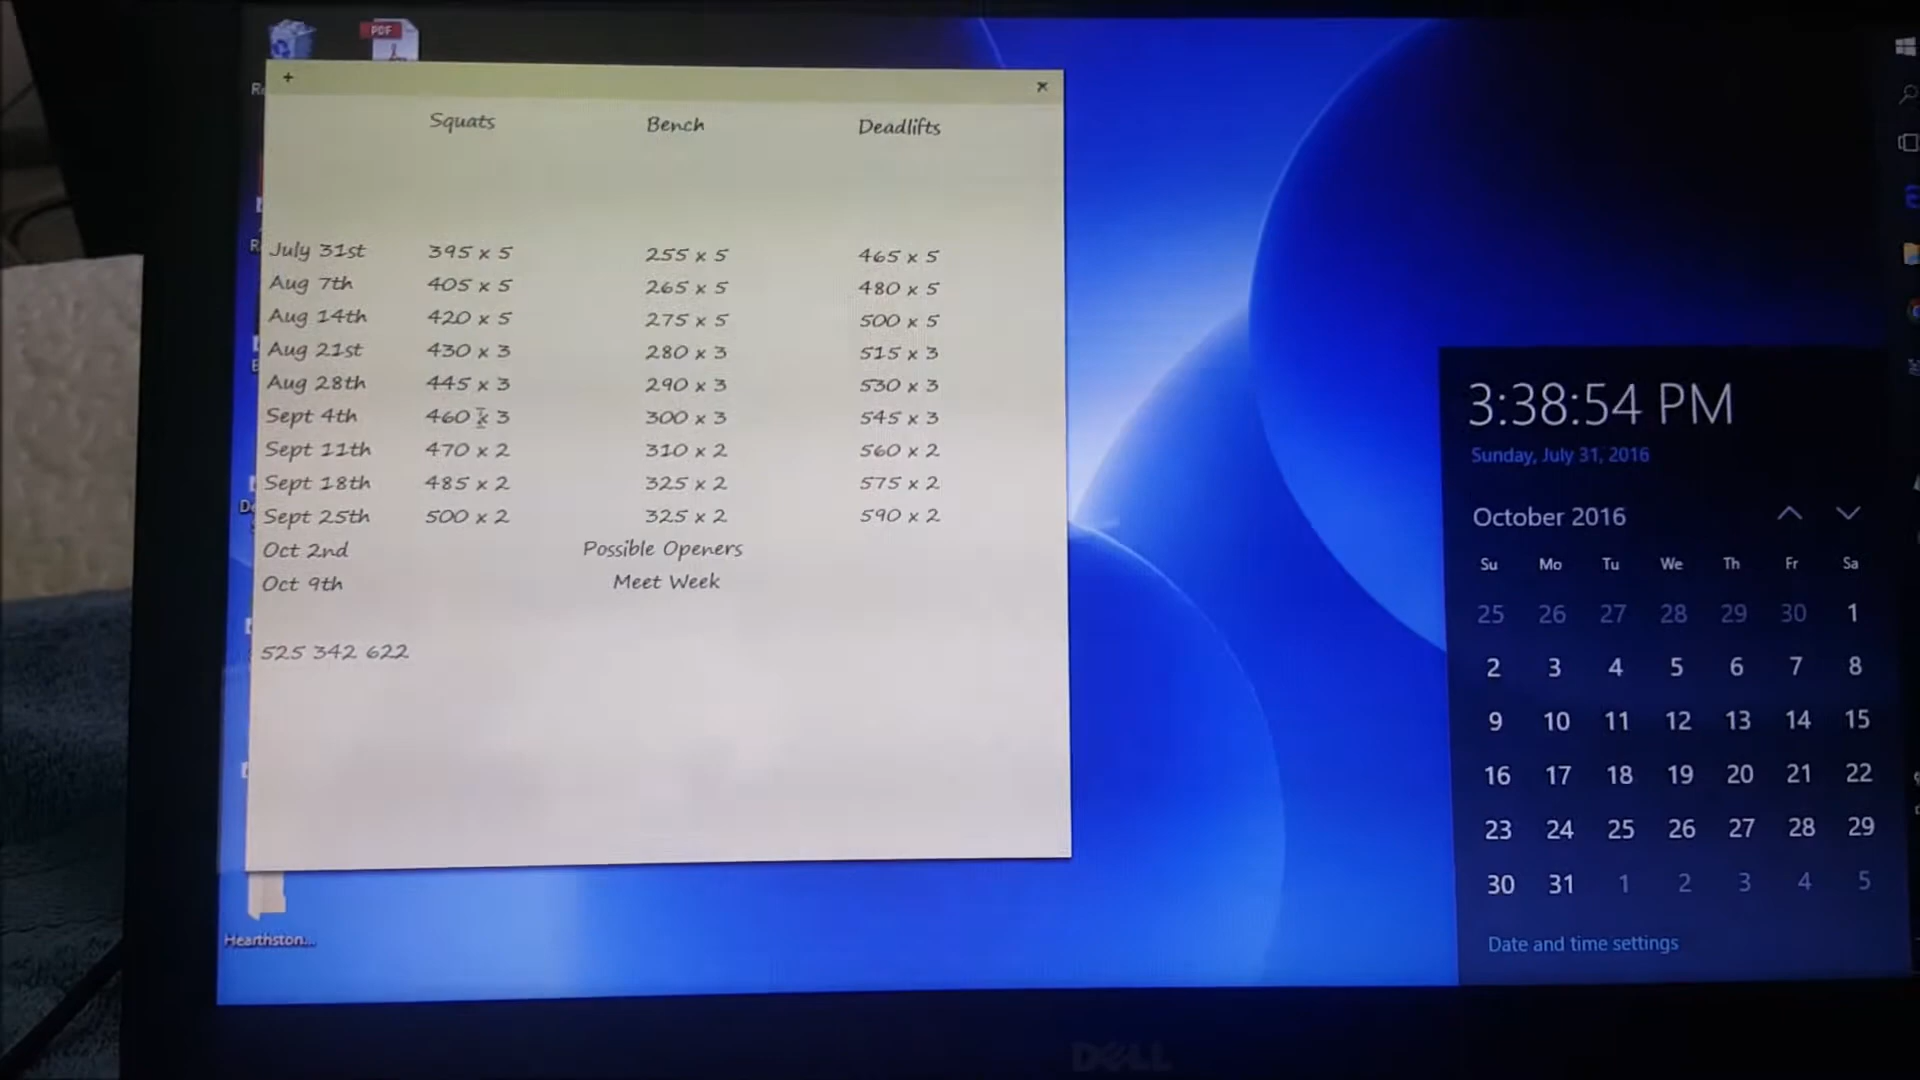 PDF
+ ×
Squats Bench Deadlifts
July 31st 395 x 5 255 x 5 465 x 5
Aug 7th 405 x 5 265 x 5 480 x 5
Aug 14th 420 x 5 275 x 5 500 x 5
Aug 21st 430 x 3 280 x 3 515 x 3
Aug 28th 445 x 3 290 x 3 530 x 3
Sept 4th 460 x 3 300 x 3 545 x 3
Sept 11th 470 x 2 310 x 2 560 x 2
Sept 18th 485 x 2 325 x 2 575 x 2
Sept 25th 500 x 2 325 x 2 590 x 2
Oct 2nd Possible Openers
Oct 9th Meet Week
525 342 622
Hearthston...
3:38:54 PM
Sunday, July 31, 2016
October 2016
Su Mo Tu We Th Fr Sa
25 26 27 28 29 30 1
2 3 4 5 6 7 8
9 10 11 12 13 14 15
16 17 18 19 20 21 22
23 24 25 26 27 28 29
30 31 1 2 3 4 5
Date and time settings
DELL